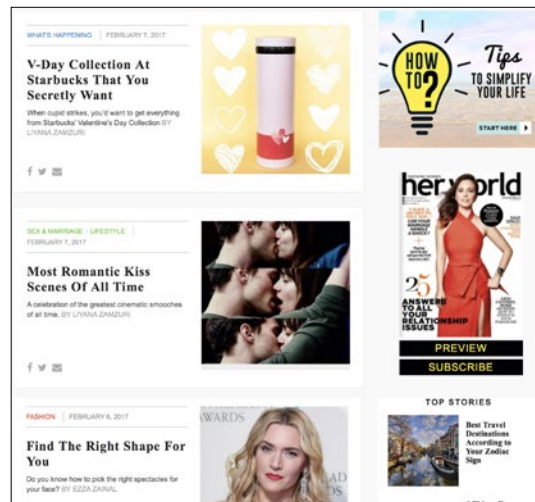 WHAT'S HAPPENING | FEBRUARY 7, 2017
V-Day Collection At
Starbucks That You
Secretly Want
When cupid strikes, you'd want to get everything
from Starbucks' Valentine's Day Collection BY
LIYANA ZAMZURI
SEX & MARRIAGE - LIFESTYLE |
FEBRUARY 7, 2017
Most Romantic Kiss
Scenes Of All Time
A celebration of the greatest cinematic smooches
of all time. BY LIYANA ZAMZURI
FASHION | FEBRUARY 6, 2017
Find The Right Shape For
You
Do you know how to pick the right spectacles for
your face? BY EZZA ZAINAL
AWARDS
HOW
TO?
Tips
TO SIMPLIFY
YOUR LIFE
START HERE
her world
CAN YOUR
MARRIAGE
HANDLE
A SHOCK?
25
ANSWERS
TO ALL
YOUR
RELATIONSHIP
ISSUES
PREVIEW
SUBSCRIBE
TOP STORIES
Best Travel
Destinations
According to
Your Zodiac
Sign